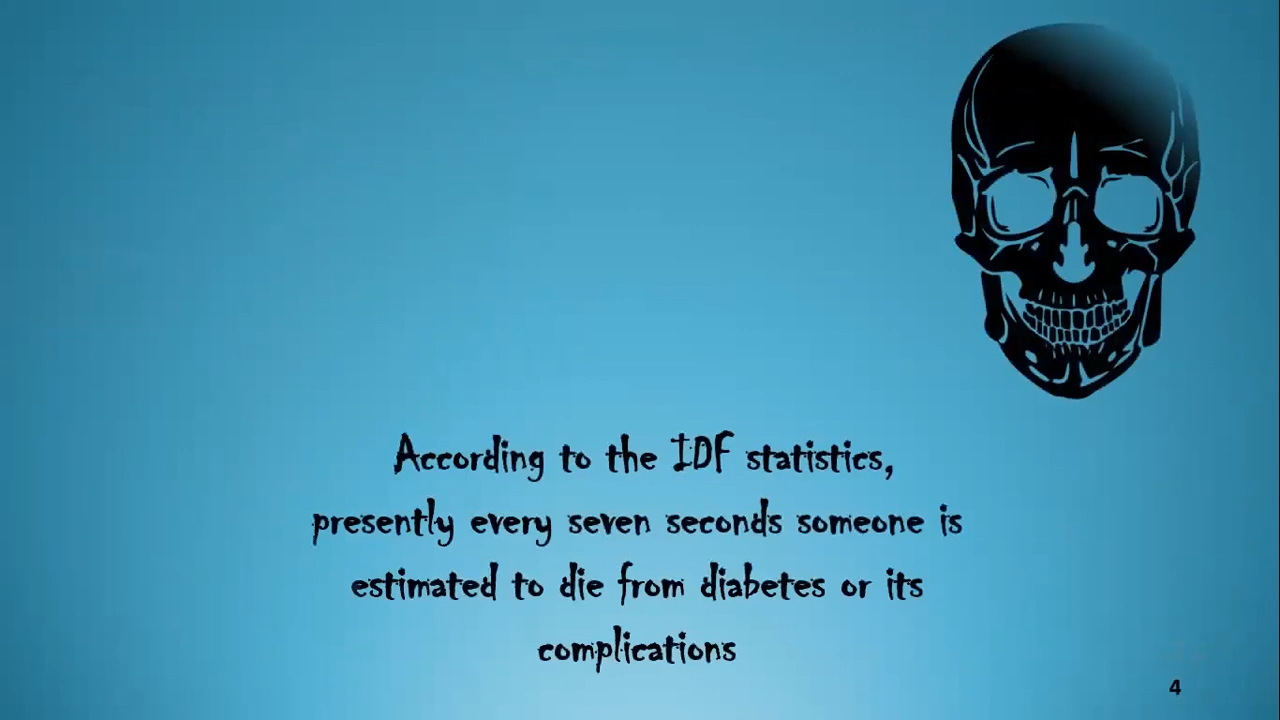 According to the IDF statistics,
presently every seven seconds someone is
estimated to die from diabetes or its
complications
4